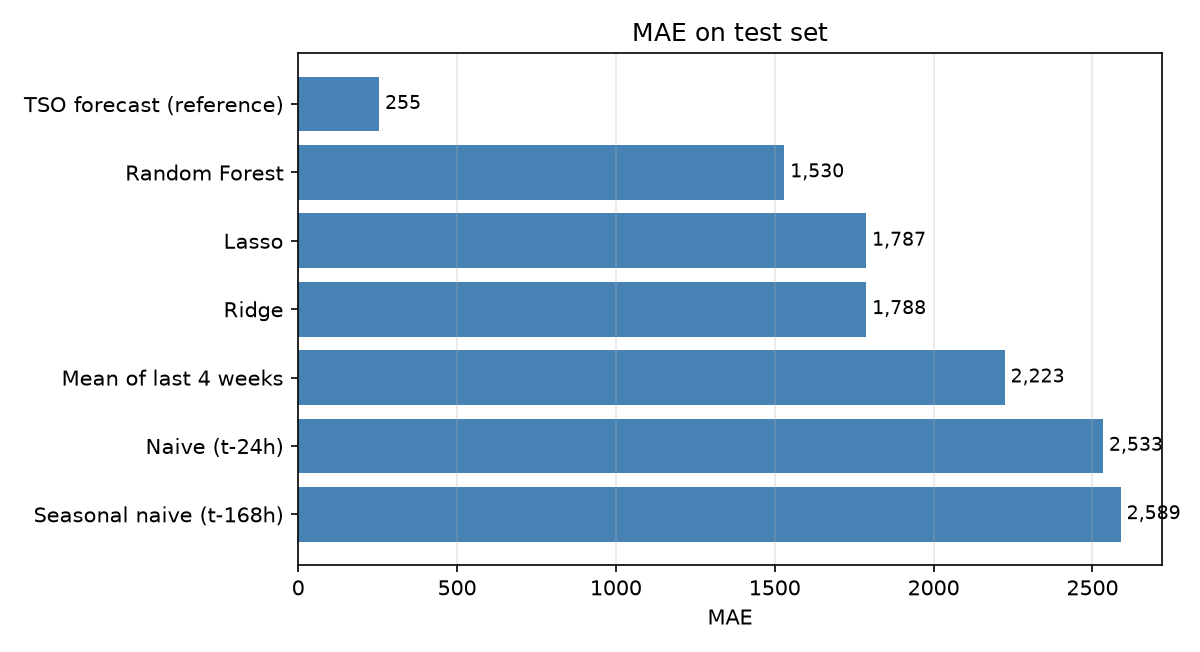 MAE on test set
TSO forecast (reference) 255
Random Forest 1,530
Lasso 1,787
Ridge 1,788
Mean of last 4 weeks 2,223
Naive (t-24h) 2,533
Seasonal naive (t-168h) 2,589
0 500 1000 1500 2000 2500
MAE